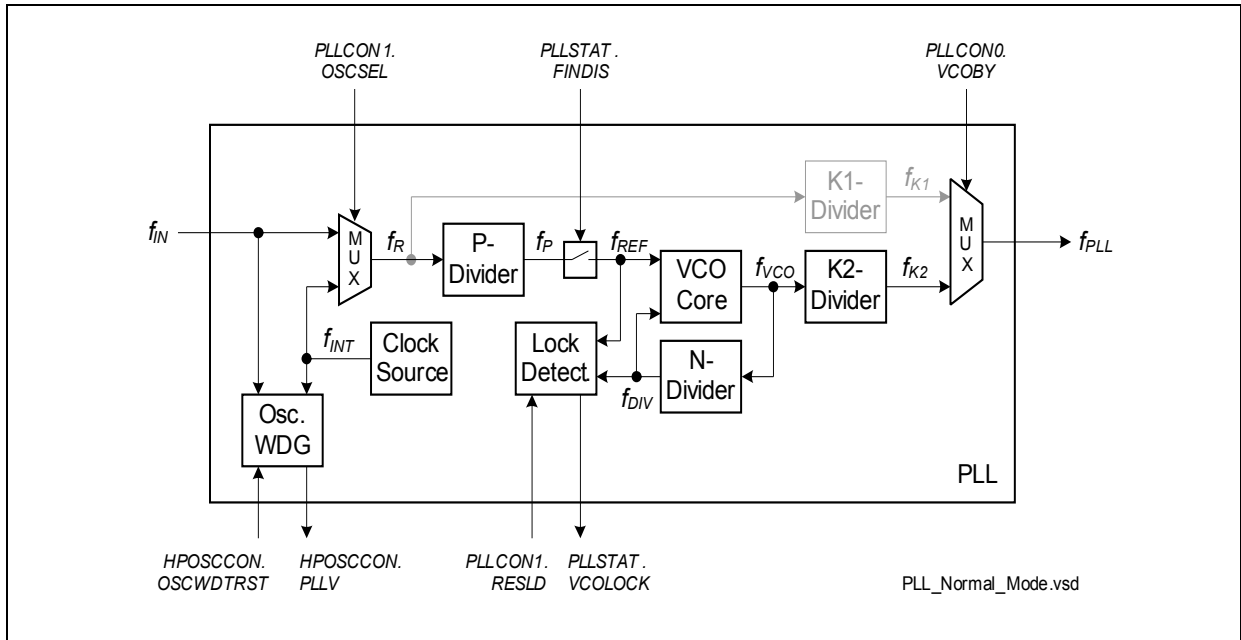 PLLCON1.
OSCSEL
PLLSTAT.
FINDIS
PLLCON0.
VCOBY
K1-
Divider
fK1
fIN
MUX
fR
P-
Divider
fP
fREF
VCO
Core
fVCO
K2-
Divider
fK2
MUX
fPLL
fINT
Clock
Source
Lock
Detect.
fDIV
N-
Divider
Osc.
WDG
PLL
HPOSCCON.
OSCWDTRST
HPOSCCON.
PLLV
PLLCON1.
RESLD
PLLSTAT.
VCOLOCK
PLL_Normal_Mode.vsd